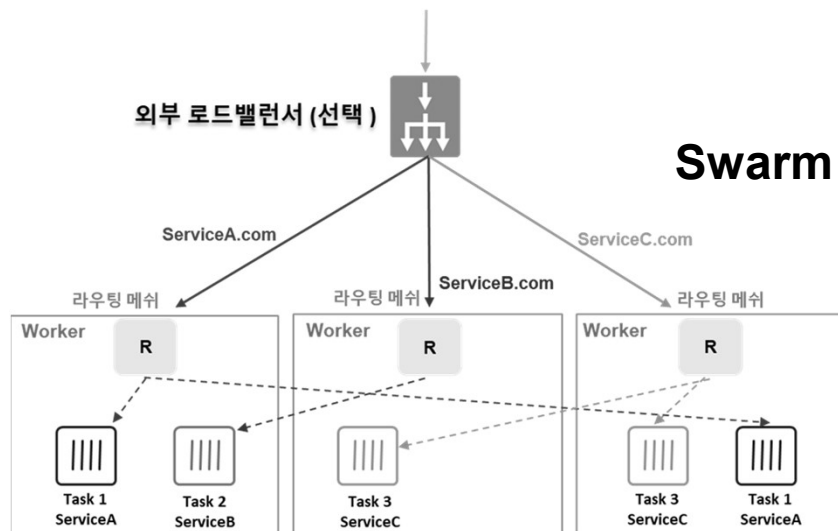 외부 로드밸런서 (선택 )
Swarm
ServiceA.com
ServiceC.com
ServiceB.com
라우팅 메쉬
라우팅 메쉬
라우팅 메쉬
Worker
R
Worker
R
Worker
R
Task 1
ServiceA
Task 2
ServiceB
Task 3
ServiceC
Task 3
ServiceC
Task 1
ServiceA